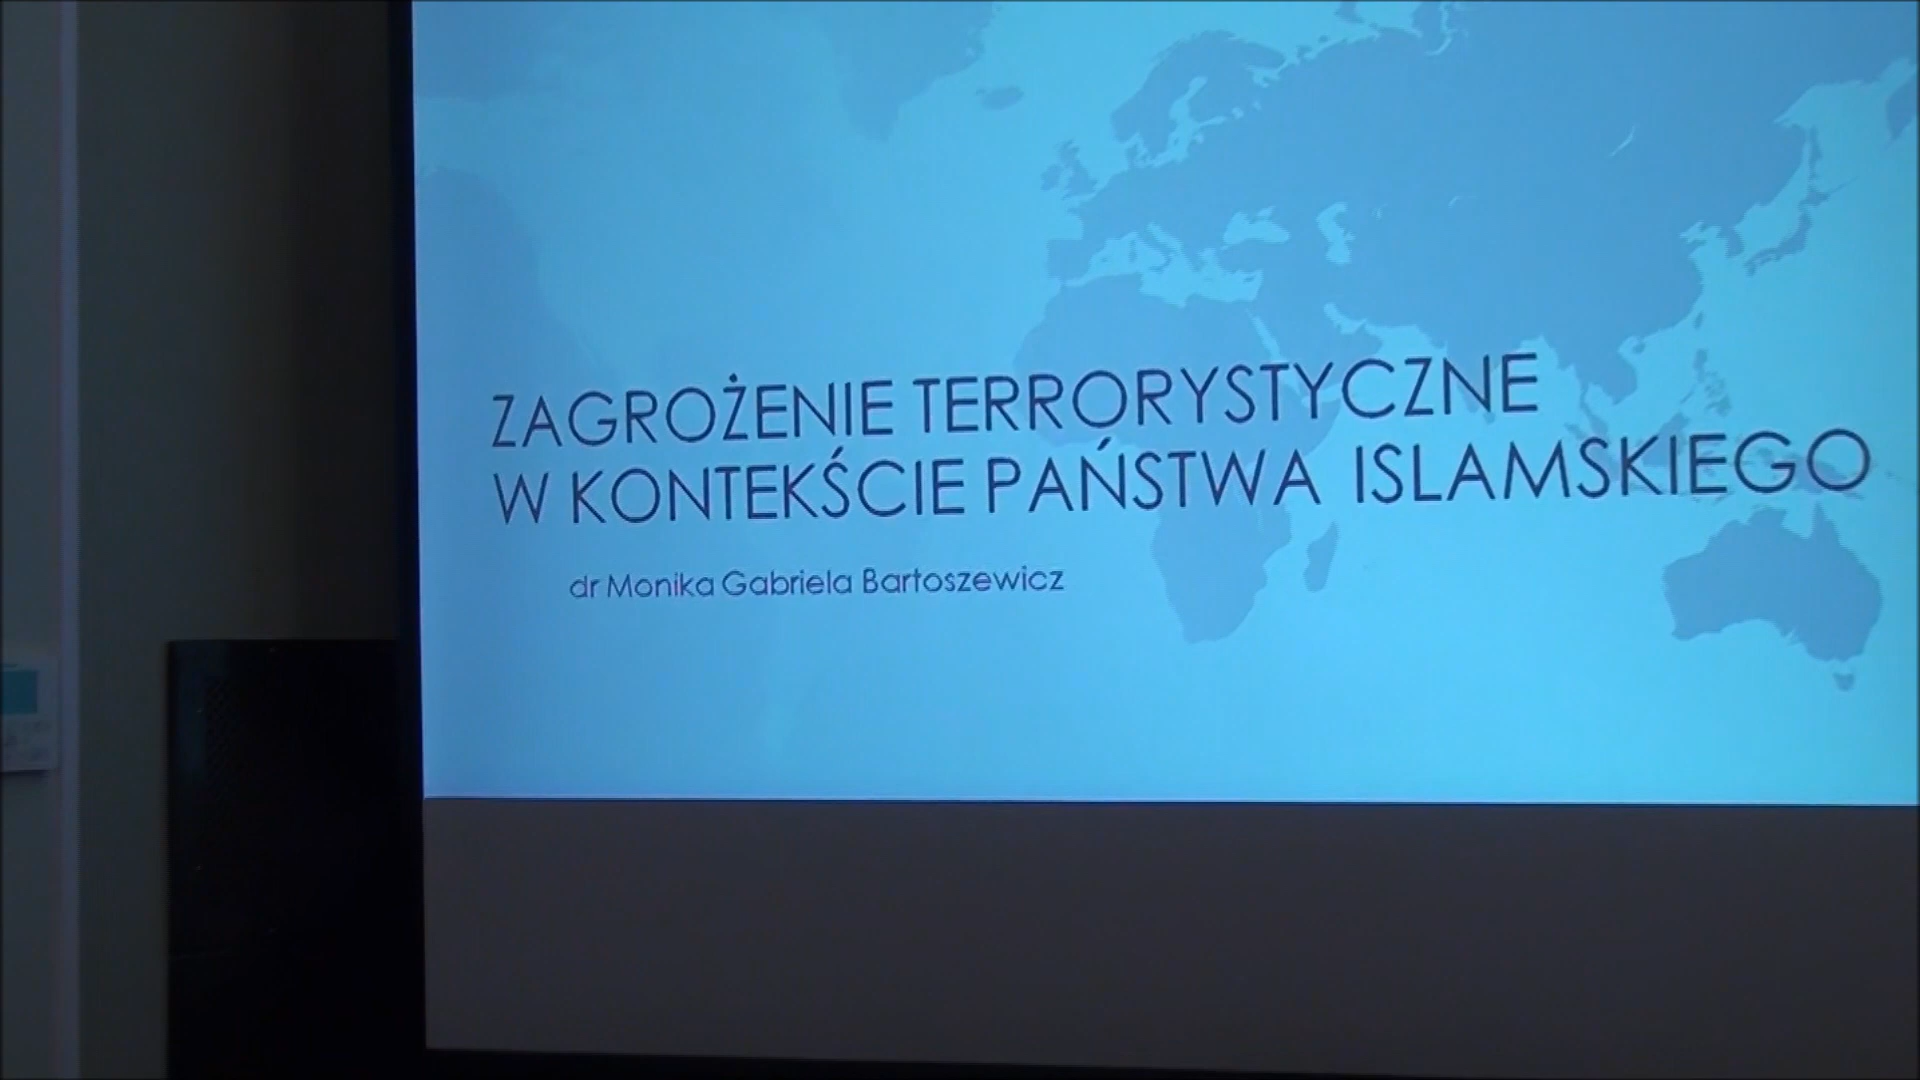 ZAGROŻENIE TERRORYSTYCZNE
W KONTEKŚCIE PAŃSTWA ISLAMSKIEGO
dr Monika Gabriela Bartoszewicz